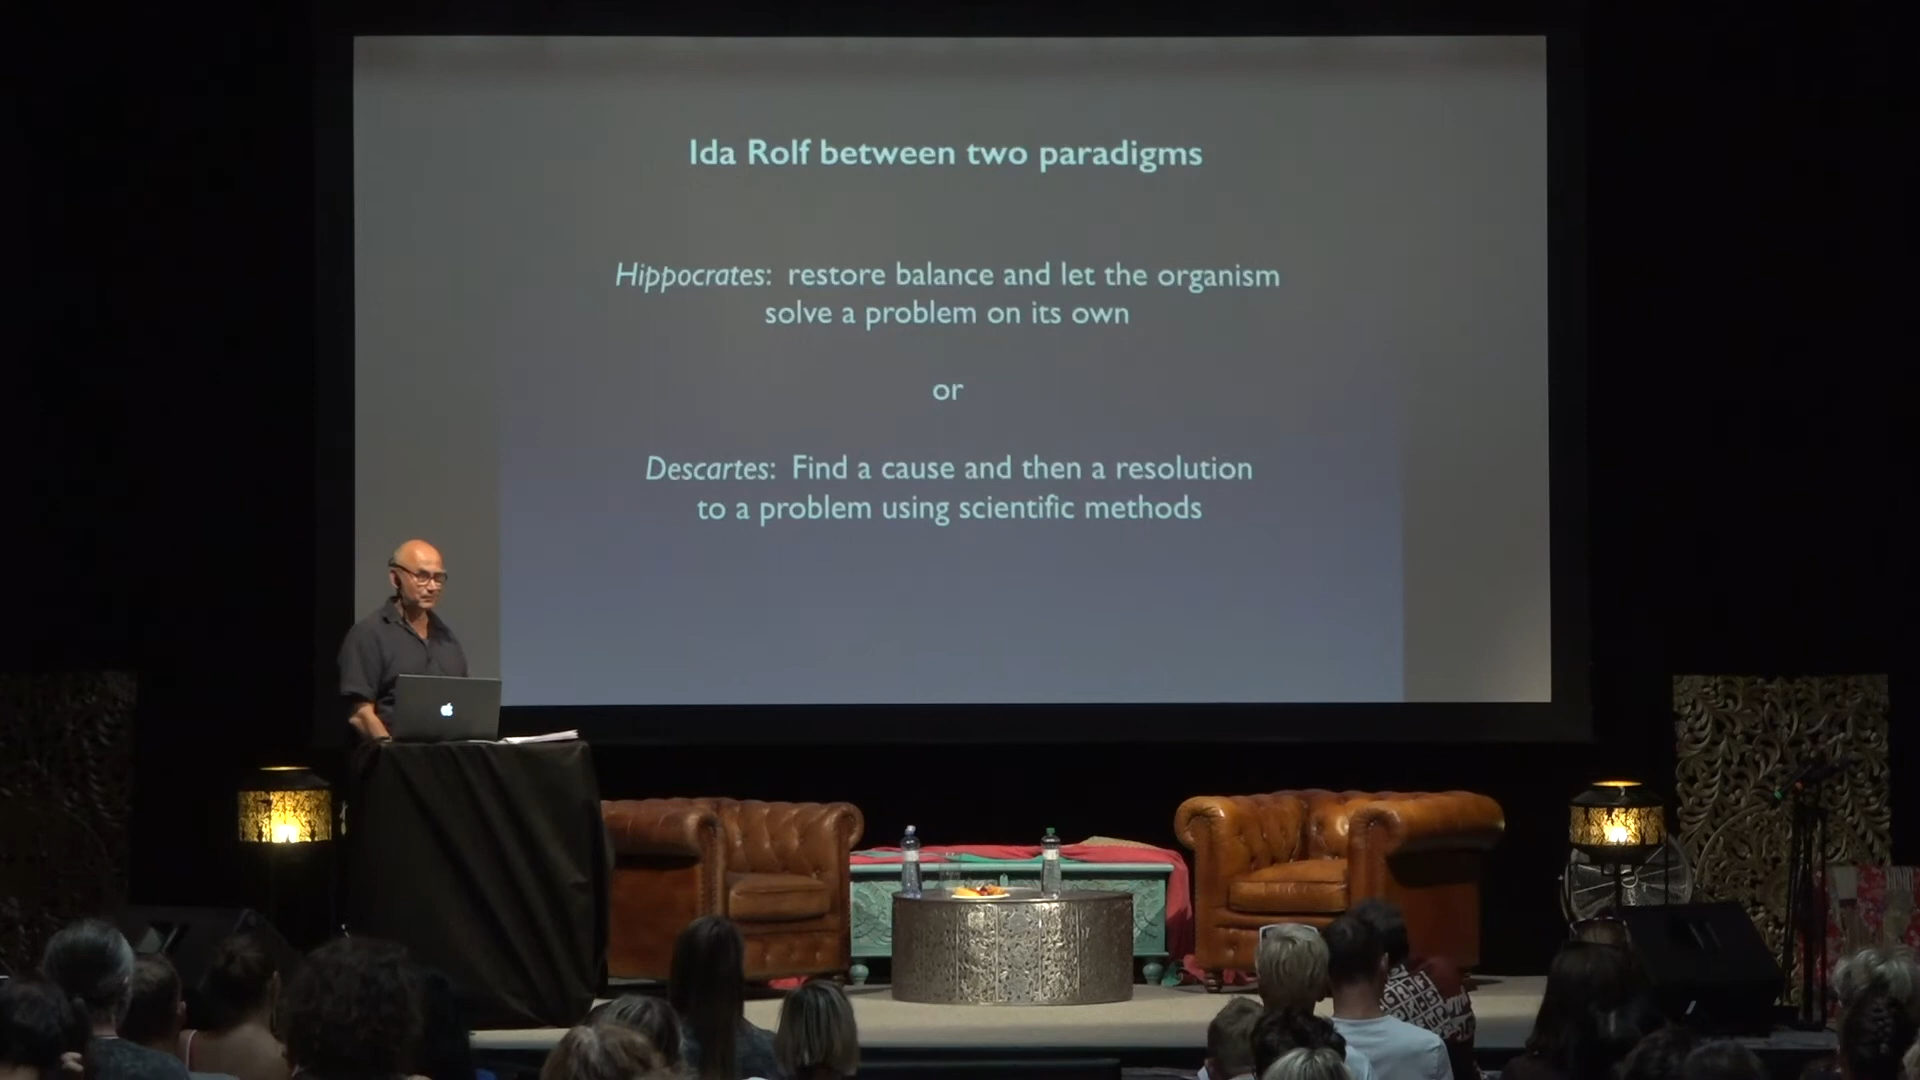 Ida Rolf between two paradigms
Hippocrates: restore balance and let the organism
solve a problem on its own
or
Descartes: Find a cause and then a resolution
to a problem using scientific methods